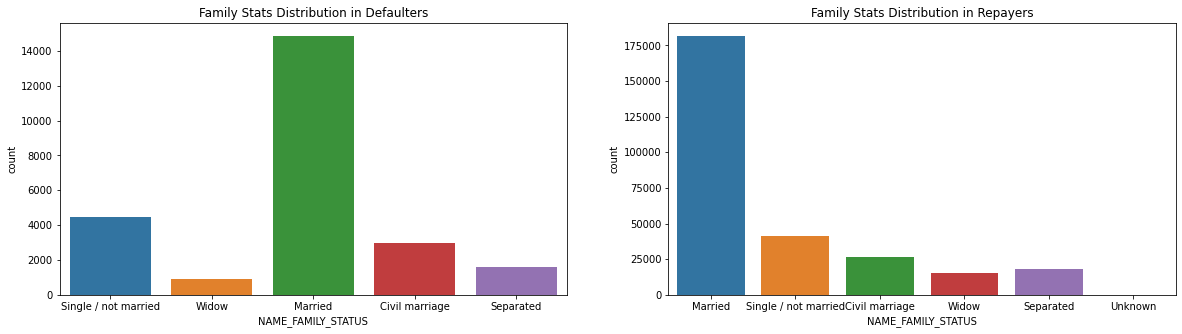 Family Stats Distribution in Defaulters
14000
12000
10000
8000
6000
4000
2000
0
count
Single / not married Widow Married Civil marriage Separated
NAME_FAMILY_STATUS
Family Stats Distribution in Repayers
175000
150000
125000
100000
75000
50000
25000
0
count
Married Single / not married Civil marriage Widow Separated Unknown
NAME_FAMILY_STATUS